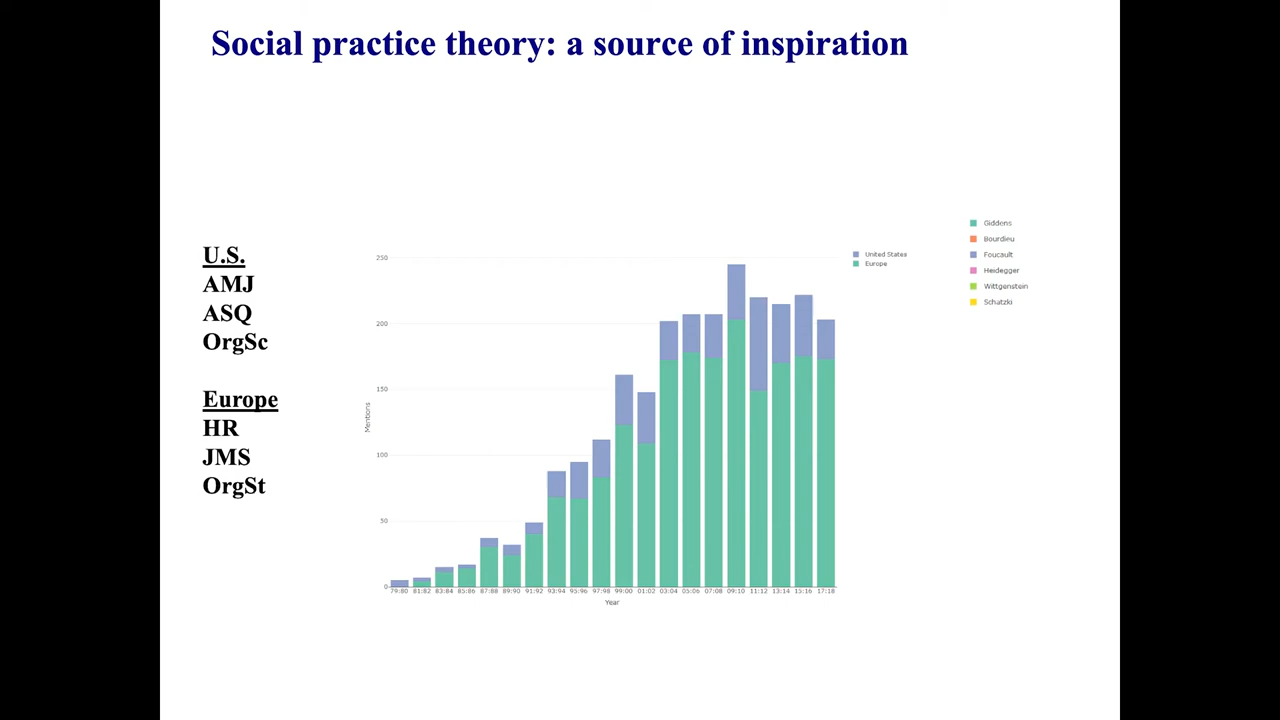 Social practice theory: a source of inspiration
U.S.
AMJ
ASQ
OrgSc
Europe
HR
JMS
OrgSt
Mentions
250
200
150
100
50
0
79:80 81:82 83:84 85:86 87:88 89:90 91:92 93:94 95:96 97:98 99:00 01:02 03:04 05:06 07:08 09:10 11:12 13:14 15:16 17:18
Year
United States
Europe
Giddens
Bourdieu
Foucault
Heidegger
Wittgenstein
Schatzki